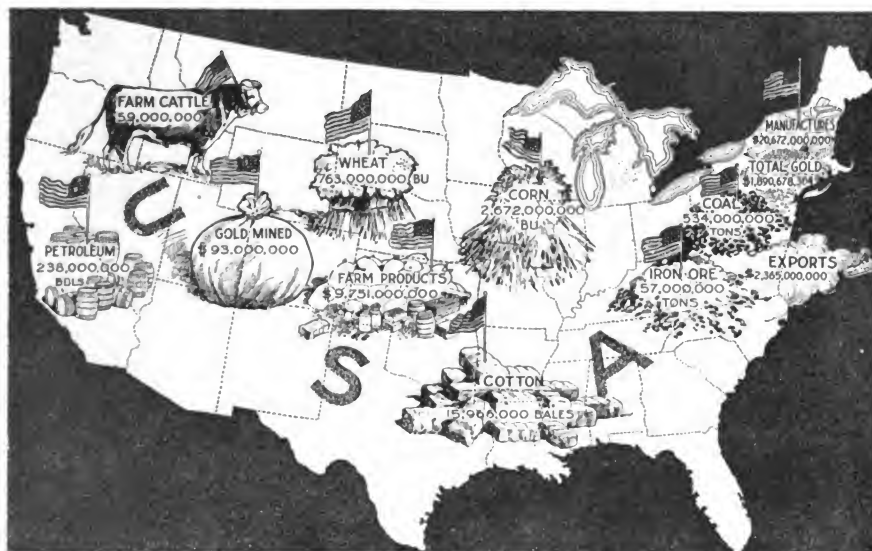 FARM CATTLE
59,000,000
U
PETROLEUM
238,000,000
BDLS
GOLD MINED
$93,000,000
WHEAT
763,000,000 BU
FARM PRODUCTS
$9,751,000,000
CORN
2,672,000,000
BU
MANUFACTURES
$20,672,000,000
TOTAL GOLD
COAL
534,000,000
TONS
IRON ORE
57,000,000
TONS
EXPORTS
$2,365,000,000
S
A
COTTON
15,966,000 BALES